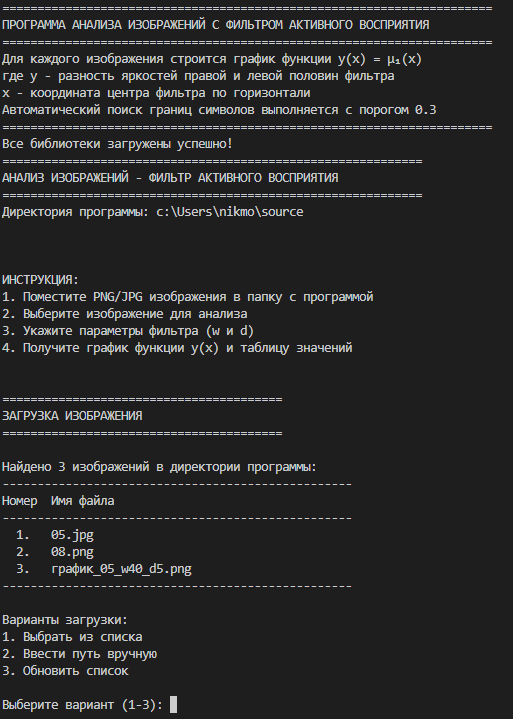 ======================================================================
ПРОГРАММА АНАЛИЗА ИЗОБРАЖЕНИЙ С ФИЛЬТРОМ АКТИВНОГО ВОСПРИЯТИЯ
======================================================================
Для каждого изображения строится график функции y(x) = μ₁(x)
где y - разность яркостей правой и левой половин фильтра
x - координата центра фильтра по горизонтали
Автоматический поиск границ символов выполняется с порогом 0.3
======================================================================
Все библиотеки загружены успешно!
============================================================
АНАЛИЗ ИЗОБРАЖЕНИЙ - ФИЛЬТР АКТИВНОГО ВОСПРИЯТИЯ
============================================================
Директория программы: c:\Users\nikmo\source
ИНСТРУКЦИЯ:
1. Поместите PNG/JPG изображения в папку с программой
2. Выберите изображение для анализа
3. Укажите параметры фильтра (w и d)
4. Получите график функции y(x) и таблицу значений
========================================
ЗАГРУЗКА ИЗОБРАЖЕНИЯ
========================================
Найдено 3 изображений в директории программы:
--------------------------------------------------
Номер  Имя файла
--------------------------------------------------
  1.   05.jpg
  2.   08.png
  3.   график_05_w40_d5.png
--------------------------------------------------
Варианты загрузки:
1. Выбрать из списка
2. Ввести путь вручную
3. Обновить список
Выберите вариант (1-3):